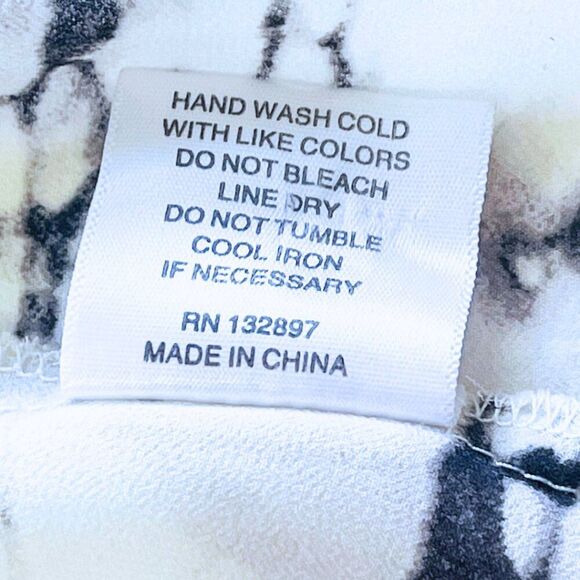 HAND WASH COLD
WITH LIKE COLORS
DO NOT BLEACH
LINE DRY
DO NOT TUMBLE
COOL IRON
IF NECESSARY
RN 132897
MADE IN CHINA